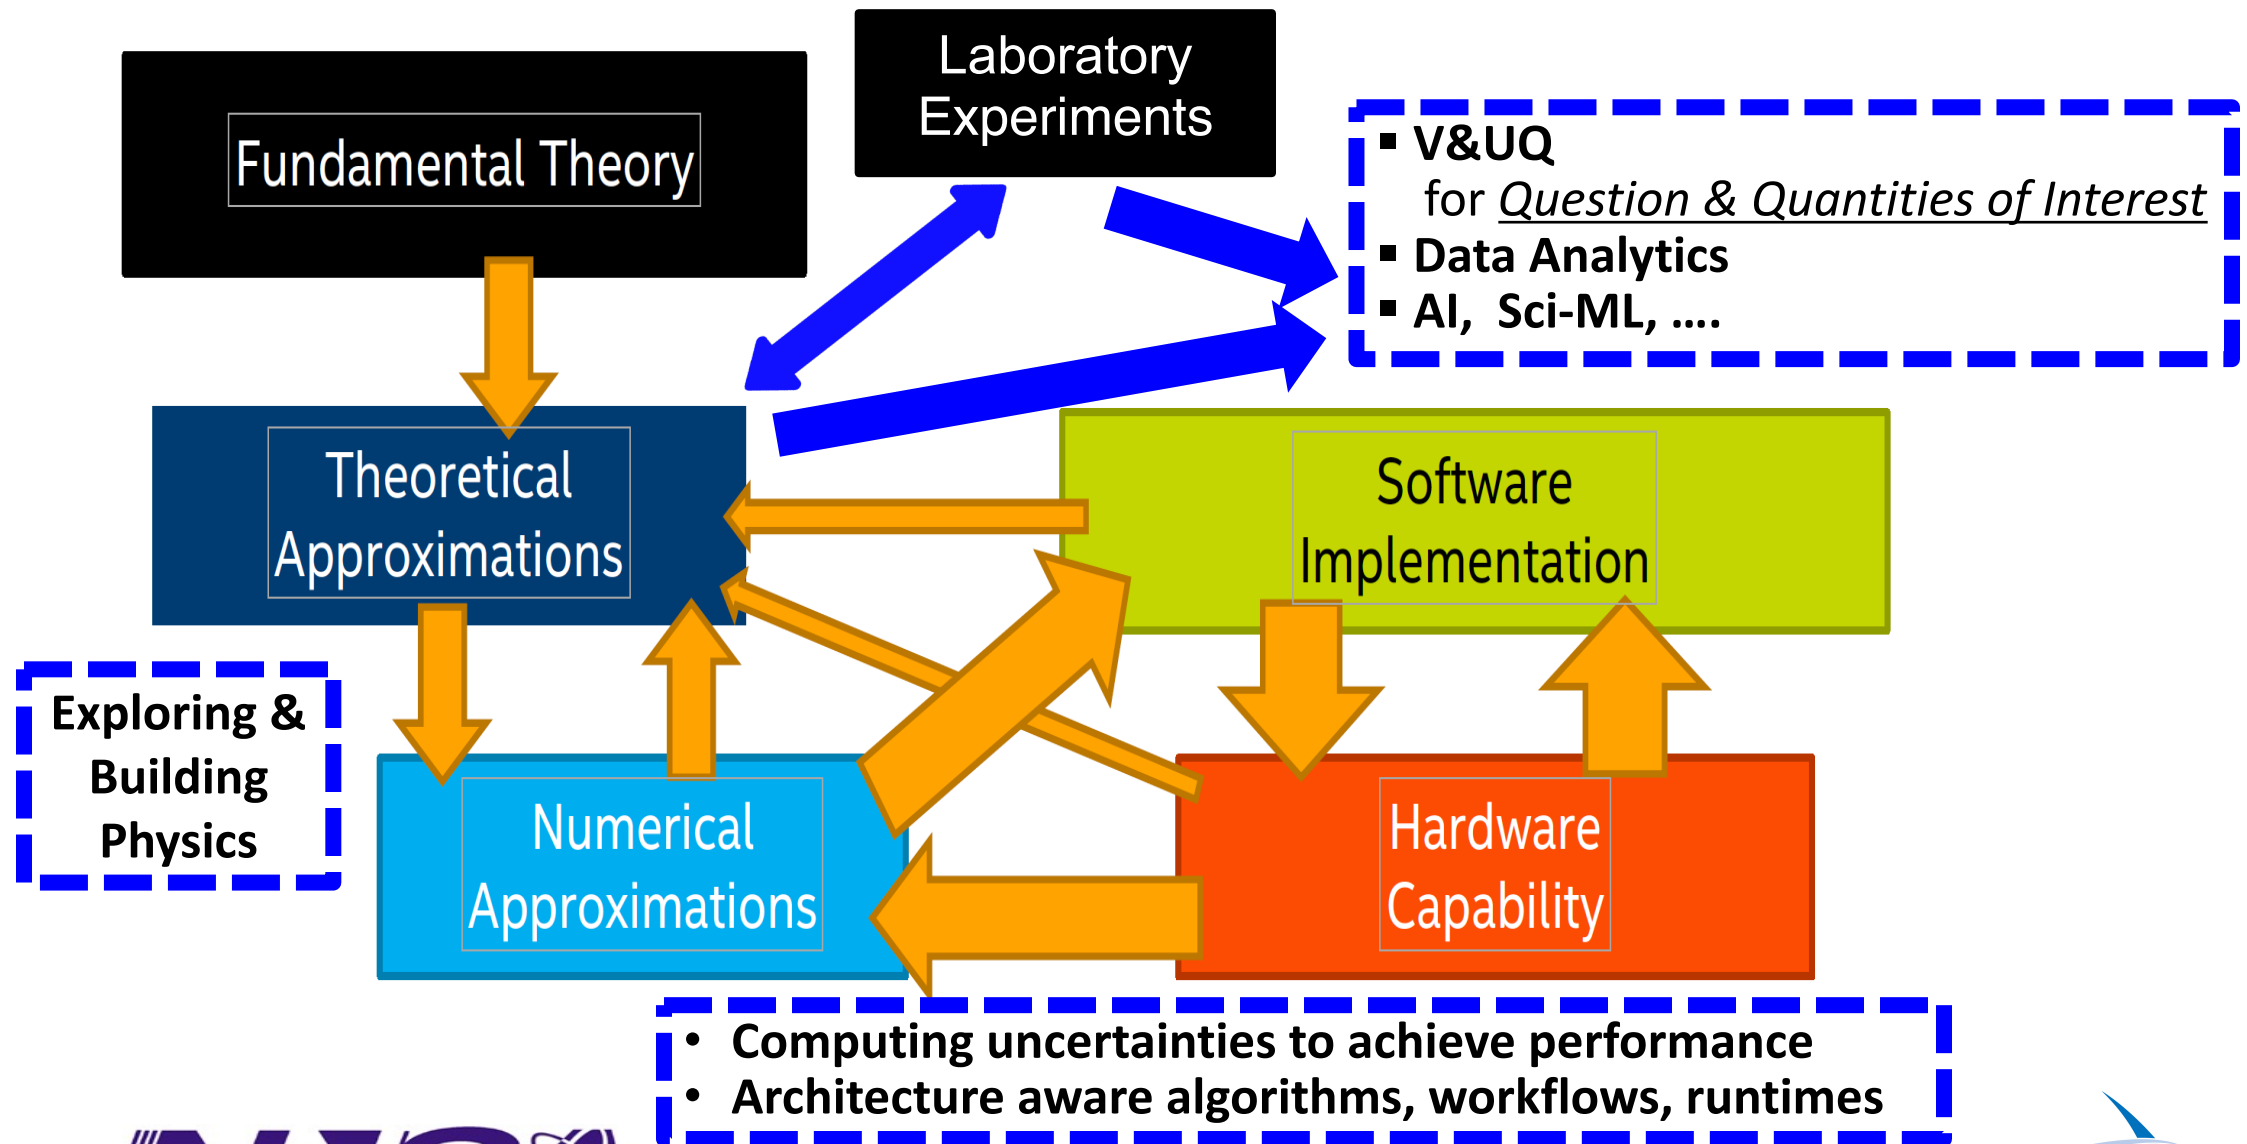 Laboratory
Experiments
Fundamental Theory
▪ V&UQ
for Question & Quantities of Interest
▪ Data Analytics
▪ AI, Sci-ML, ....
Theoretical
Approximations
Software
Implementation
Exploring &
Building
Physics
Numerical
Approximations
Hardware
Capability
• Computing uncertainties to achieve performance
• Architecture aware algorithms, workflows, runtimes